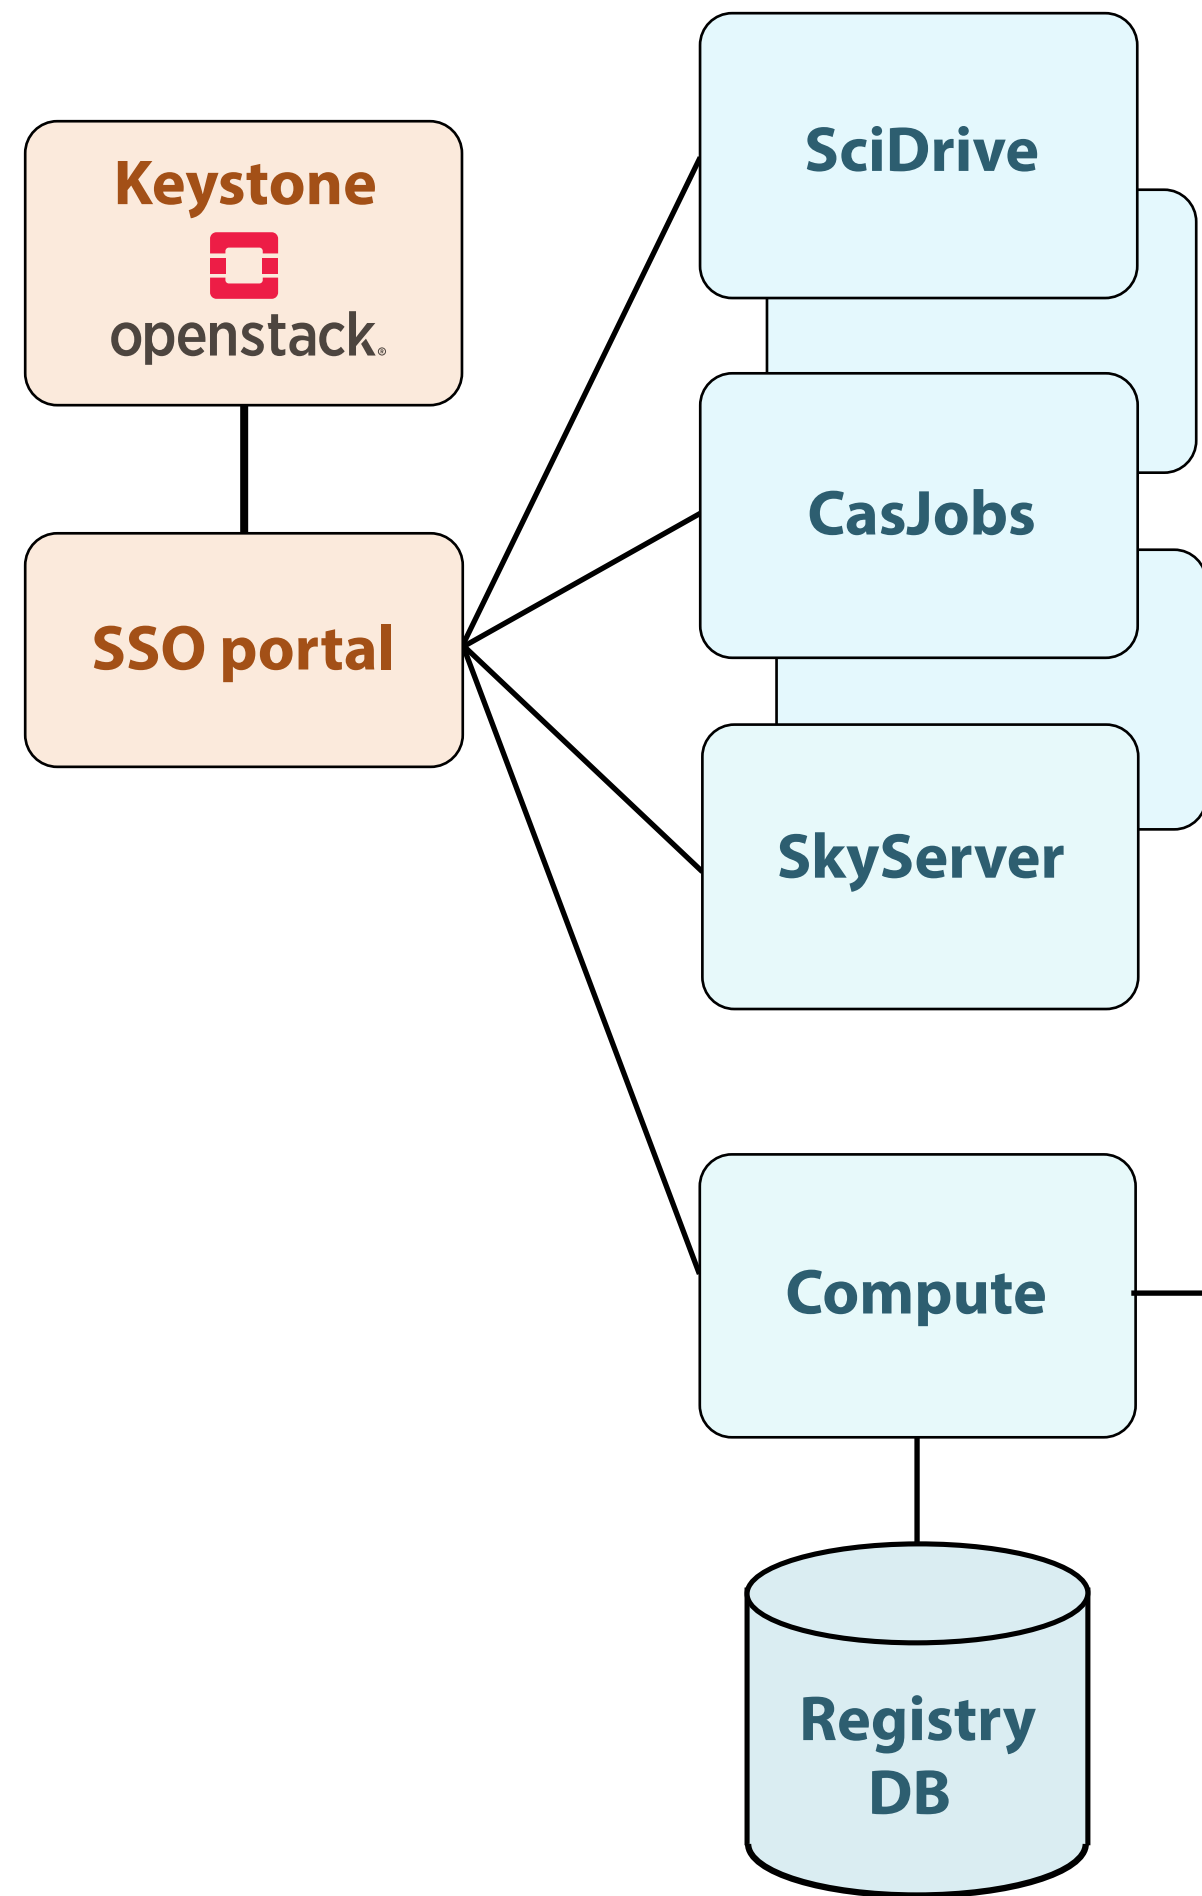 Keystone
openstack®
SSO portal
SciDrive
CasJobs
SkyServer
Compute
Registry
DB